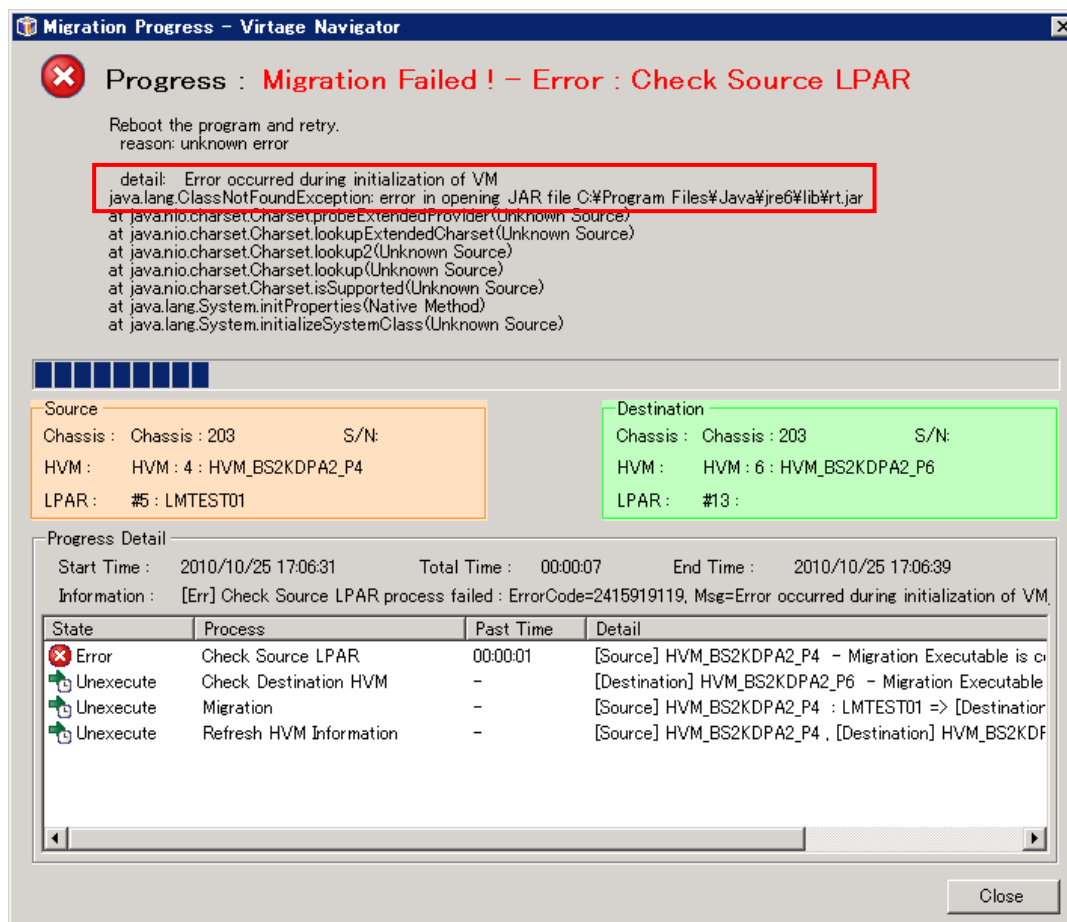 Migration Progress - Virtage Navigator
Progress : Migration Failed ! - Error : Check Source LPAR
Reboot the program and retry.
reason: unknown error
detail: Error occurred during initialization of VM
java.lang.ClassNotFoundException: error in opening JAR file C:¥Program Files¥Java¥jre6¥lib¥rt.jar
at java.nio.charset.Charset.probeExtendedProvider(Unknown Source)
at java.nio.charset.Charset.lookupExtendedCharset(Unknown Source)
at java.nio.charset.Charset.lookup2(Unknown Source)
at java.nio.charset.Charset.lookup(Unknown Source)
at java.nio.charset.Charset.isSupported(Unknown Source)
at java.lang.System.initProperties(Native Method)
at java.lang.System.initializeSystemClass(Unknown Source)
Source
Chassis : Chassis : 203 S/N:
HVM : HVM : 4 : HVM_BS2KDPA2_P4
LPAR : #5 : LMTEST01
Destination
Chassis : Chassis : 203 S/N:
HVM : HVM : 6 : HVM_BS2KDPA2_P6
LPAR : #13 :
Progress Detail
Start Time : 2010/10/25 17:06:31 Total Time : 00:00:07 End Time : 2010/10/25 17:06:39
Information : [Err] Check Source LPAR process failed : ErrorCode=2415919119, Msg=Error occurred during initialization of VM_
State Process Past Time Detail
Error Check Source LPAR 00:00:01 [Source] HVM_BS2KDPA2_P4 - Migration Executable is c
Unexecute Check Destination HVM - [Destination] HVM_BS2KDPA2_P6 - Migration Executable
Unexecute Migration - [Source] HVM_BS2KDPA2_P4 : LMTEST01 => [Destination
Unexecute Refresh HVM Information - [Source] HVM_BS2KDPA2_P4 , [Destination] HVM_BS2KDP
Close